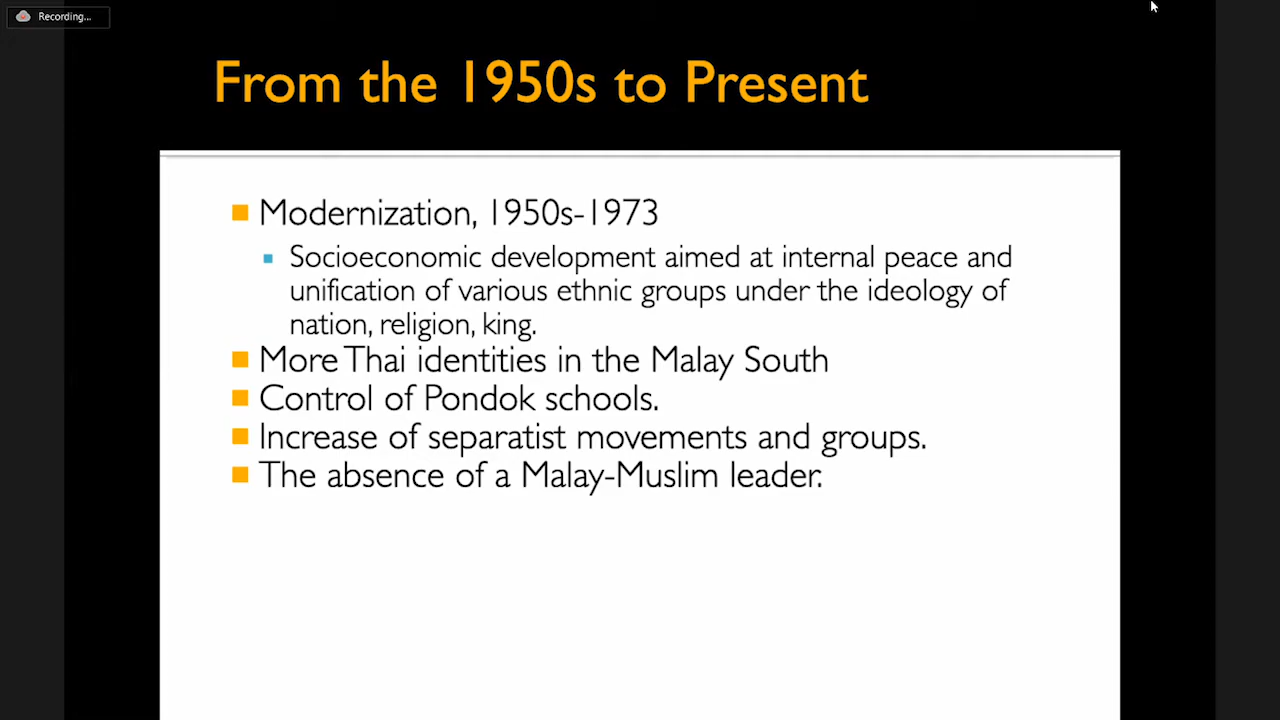 Recording...
From the 1950s to Present
Modernization, 1950s-1973
Socioeconomic development aimed at internal peace and
unification of various ethnic groups under the ideology of
nation, religion, king.
More Thai identities in the Malay South
Control of Pondok schools.
Increase of separatist movements and groups.
The absence of a Malay-Muslim leader.